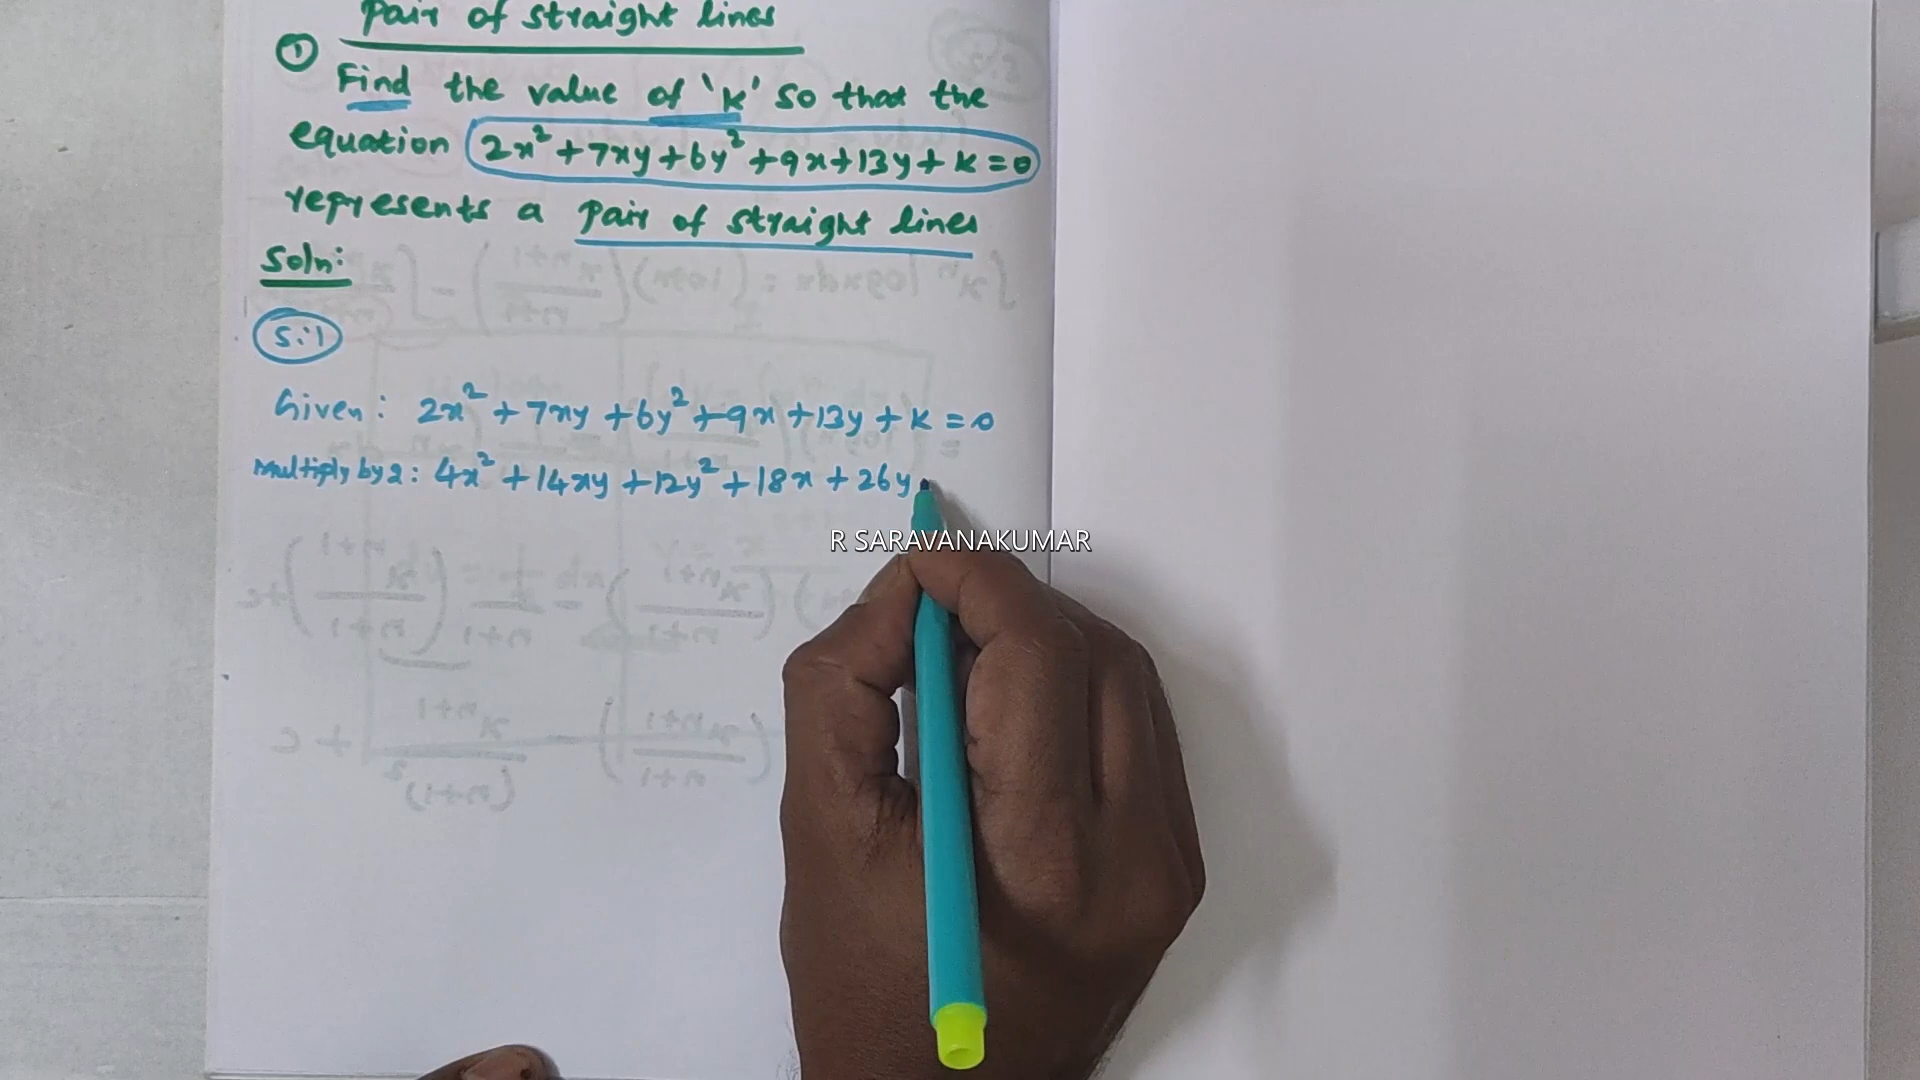 Pair of straight lines
① Find the value of 'k' so that the
equation 2x² + 7xy + 6y² + 9x + 13y + k = 0
represents a pair of straight lines
Soln:
S:1
Given: 2x² + 7xy + 6y² + 9x + 13y + k = 0
Multiply by 2: 4x² + 14xy + 12y² + 18x + 26y
R SARAVANAKUMAR